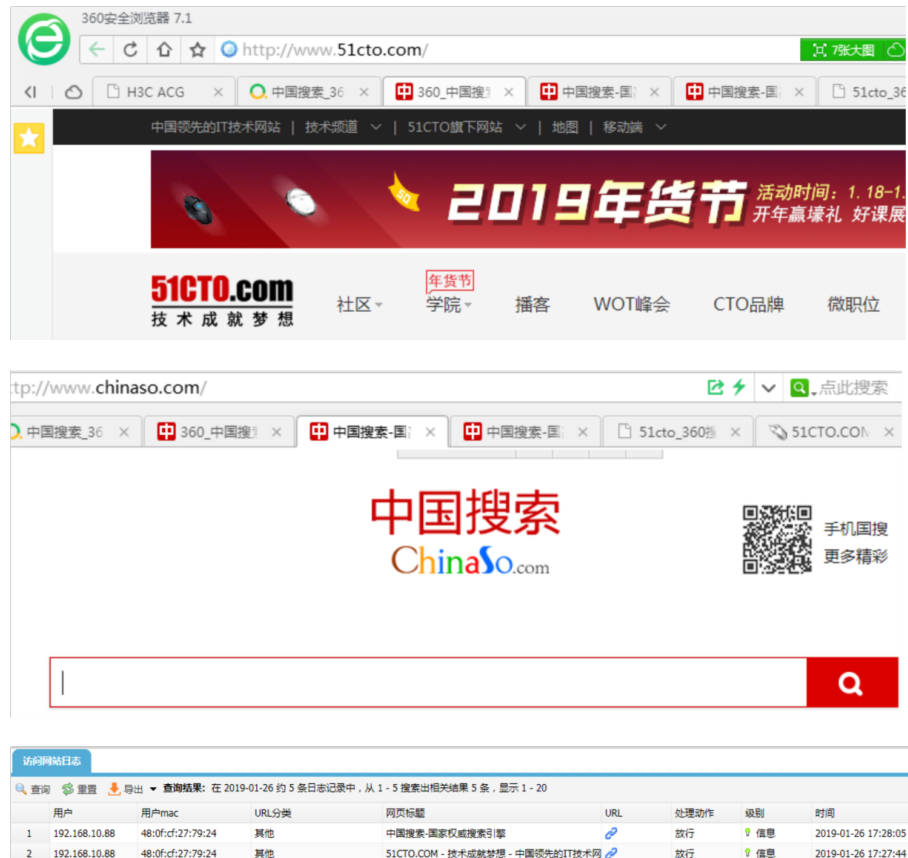 360安全浏览器 7.1
http://www.51cto.com/
7张大图
H3C ACG
中国搜索_36
360_中国搜
中国搜索-国
中国搜索-国
51cto_36
中国领先的IT技术网站 | 技术频道 | 51CTO旗下网站 | 地图 | 移动端
50
2019年货节
活动时间：1.18-1.
开年赢壕礼 好课展
51CTO.com
技术成就梦想
社区
年货节
学院
播客
WOT峰会
CTO品牌
微职位
tp://www.chinaso.com/
点此搜索
中国搜索_36
360_中国搜
中国搜索-国
中国搜索-国
51cto_360搜
51CTO.CON
中国搜索
ChinaSo.com
手机国搜
更多精彩
访问网站日志
查询 重置 导出 查询结果: 在 2019-01-26 约 5 条日志记录中，从 1 - 5 搜索出相关结果 5 条，显示 1 - 20
用户 用户mac URL分类 网页标题 URL 处理动作 级别 时间
1 192.168.10.88 48:0f:cf:27:79:24 其他 中国搜索-国家权威搜索引擎 放行 信息 2019-01-26 17:28:05
2 192.168.10.88 48:0f:cf:27:79:24 其他 51CTO.COM - 技术成就梦想 - 中国领先的IT技术网 放行 信息 2019-01-26 17:27:44